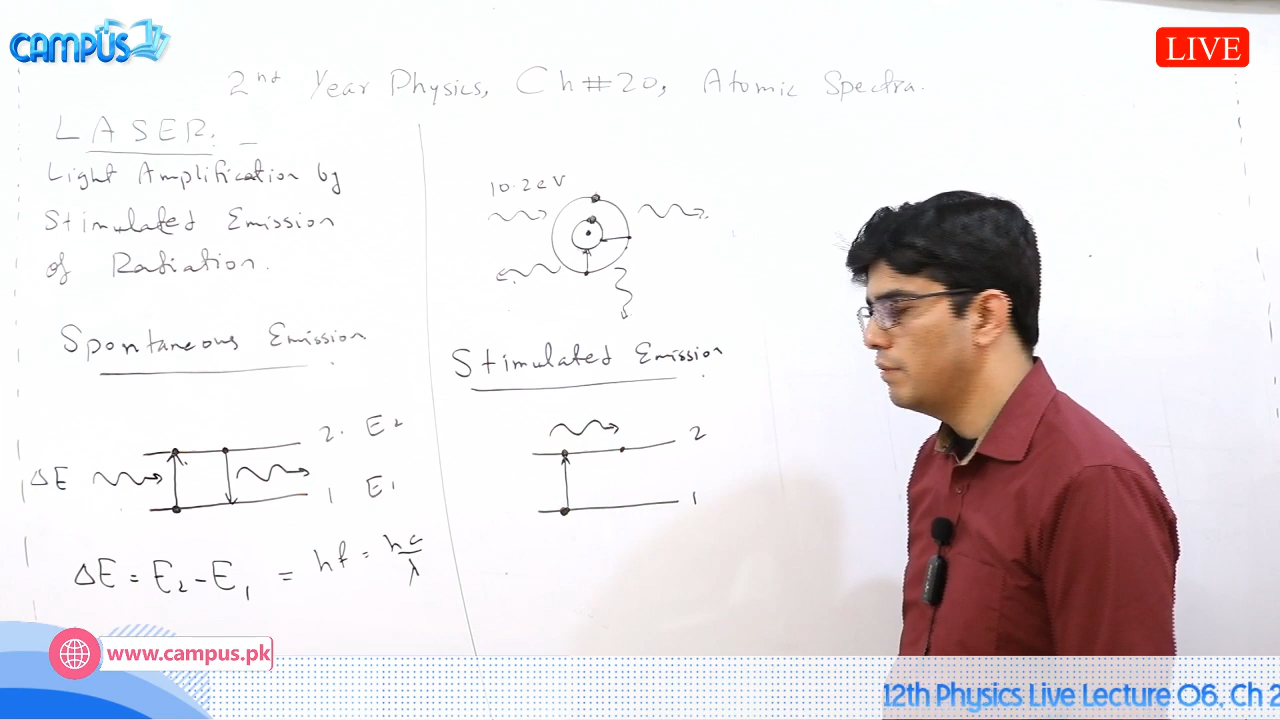 CAMPUS
LIVE
2nd Year Physics, Ch#20, Atomic Spectra.
LASER.
Light Amplification by
Stimulated Emission
of Radiation.
10.2eV
Spontaneous Emission
Stimulated Emission
2. E2
ΔE
1 E1
ΔE = E2 - E1 = hf = hc/λ
2
1
www.campus.pk
12th Physics Live Lecture 06, Ch 2